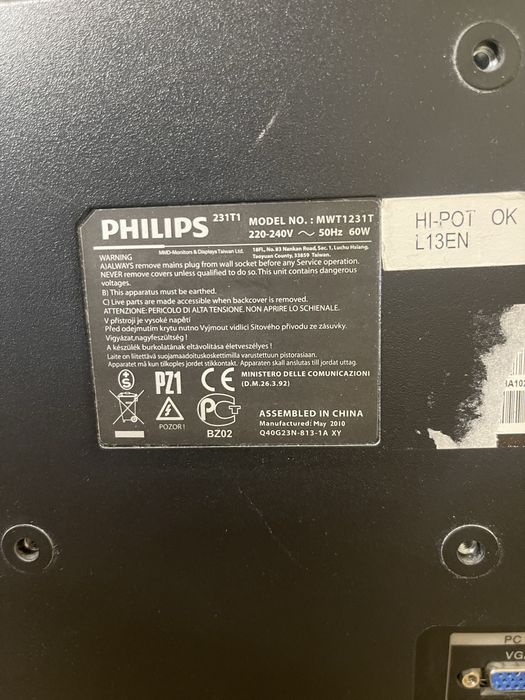 PHILIPS 231T1
MODEL NO. : MWT1231T
220-240V ~ 50Hz 60W
MMD-Monitors & Displays Taiwan Ltd.
18FL, No.83 Nankan Road, Sec. 1, Luchu Hsiang,
Taoyuan County, 33859 Taiwan.
WARNING
A)ALWAYS remove mains plug from wall socket before any Service operation.
NEVER remove covers unless qualified to do so.This unit contains dangerous
voltages.
B) This apparatus must be earthed.
C) Live parts are made accessible when backcover is removed.
ATTENZIONE: PERICOLO DI ALTA TENSIONE. NON APRIRE LO SCHIENALE.
V přístroji je vysoké napětí
Před odejmutím krytu nutno Vyjmout vidlici Sitového přívodu ze zásuvky.
Vigyázat,nagyfeszültség !
A készülék burkolatának eltávolítása életveszélyes !
Laite on liitettävä suojamaadoituskoskettimilla varustettuun pistorasiaan.
Apparatet må kun tilkoples jordet stikkontakt. Apparaten skall anslutas till jordat uttag.
S
PZ1
CE
MINISTERO DELLE COMUNICAZIONI
(D.M.26.3.92)
POZOR!
PCT
BZ02
ASSEMBLED IN CHINA
Manufactured: May 2010
Q40G23N-813-1A XY
HI-POT OK
L13EN
PC